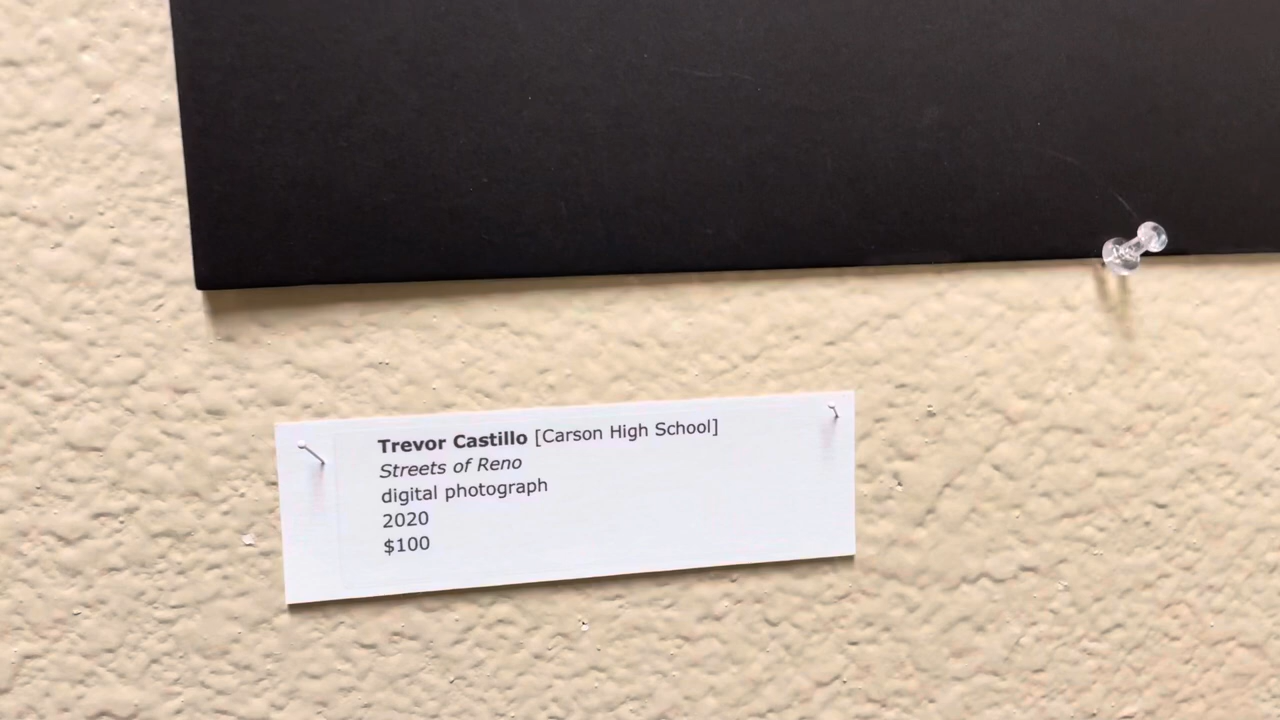 Trevor Castillo [Carson High School]
Streets of Reno
digital photograph
2020
$100